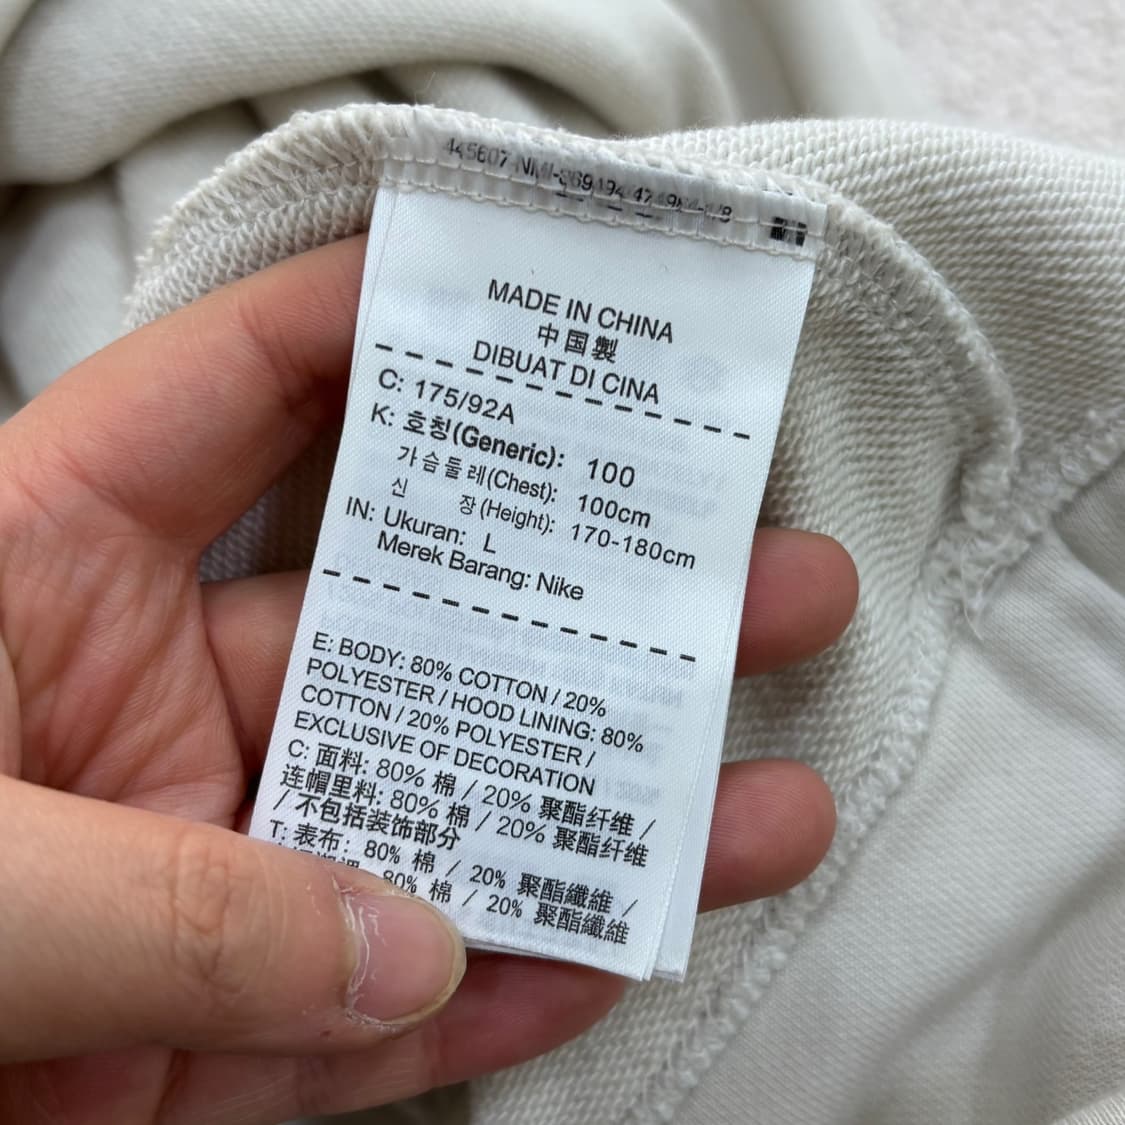 MADE IN CHINA
中国製
DIBUAT DI CINA
C: 175/92A
K: 호칭(Generic): 100
가슴둘레(Chest): 100cm
신 장(Height): 170-180cm
IN: Ukuran: L
Merek Barang: Nike
E: BODY: 80% COTTON / 20%
POLYESTER / HOOD LINING: 80%
COTTON / 20% POLYESTER /
EXCLUSIVE OF DECORATION
C: 面料: 80% 棉 / 20% 聚酯纤维 /
连帽里料: 80% 棉 / 20% 聚酯纤维
/ 不包括装饰部分
T: 表布: 80% 棉 / 20% 聚酯纖維 /
80% 棉 / 20% 聚酯纖維